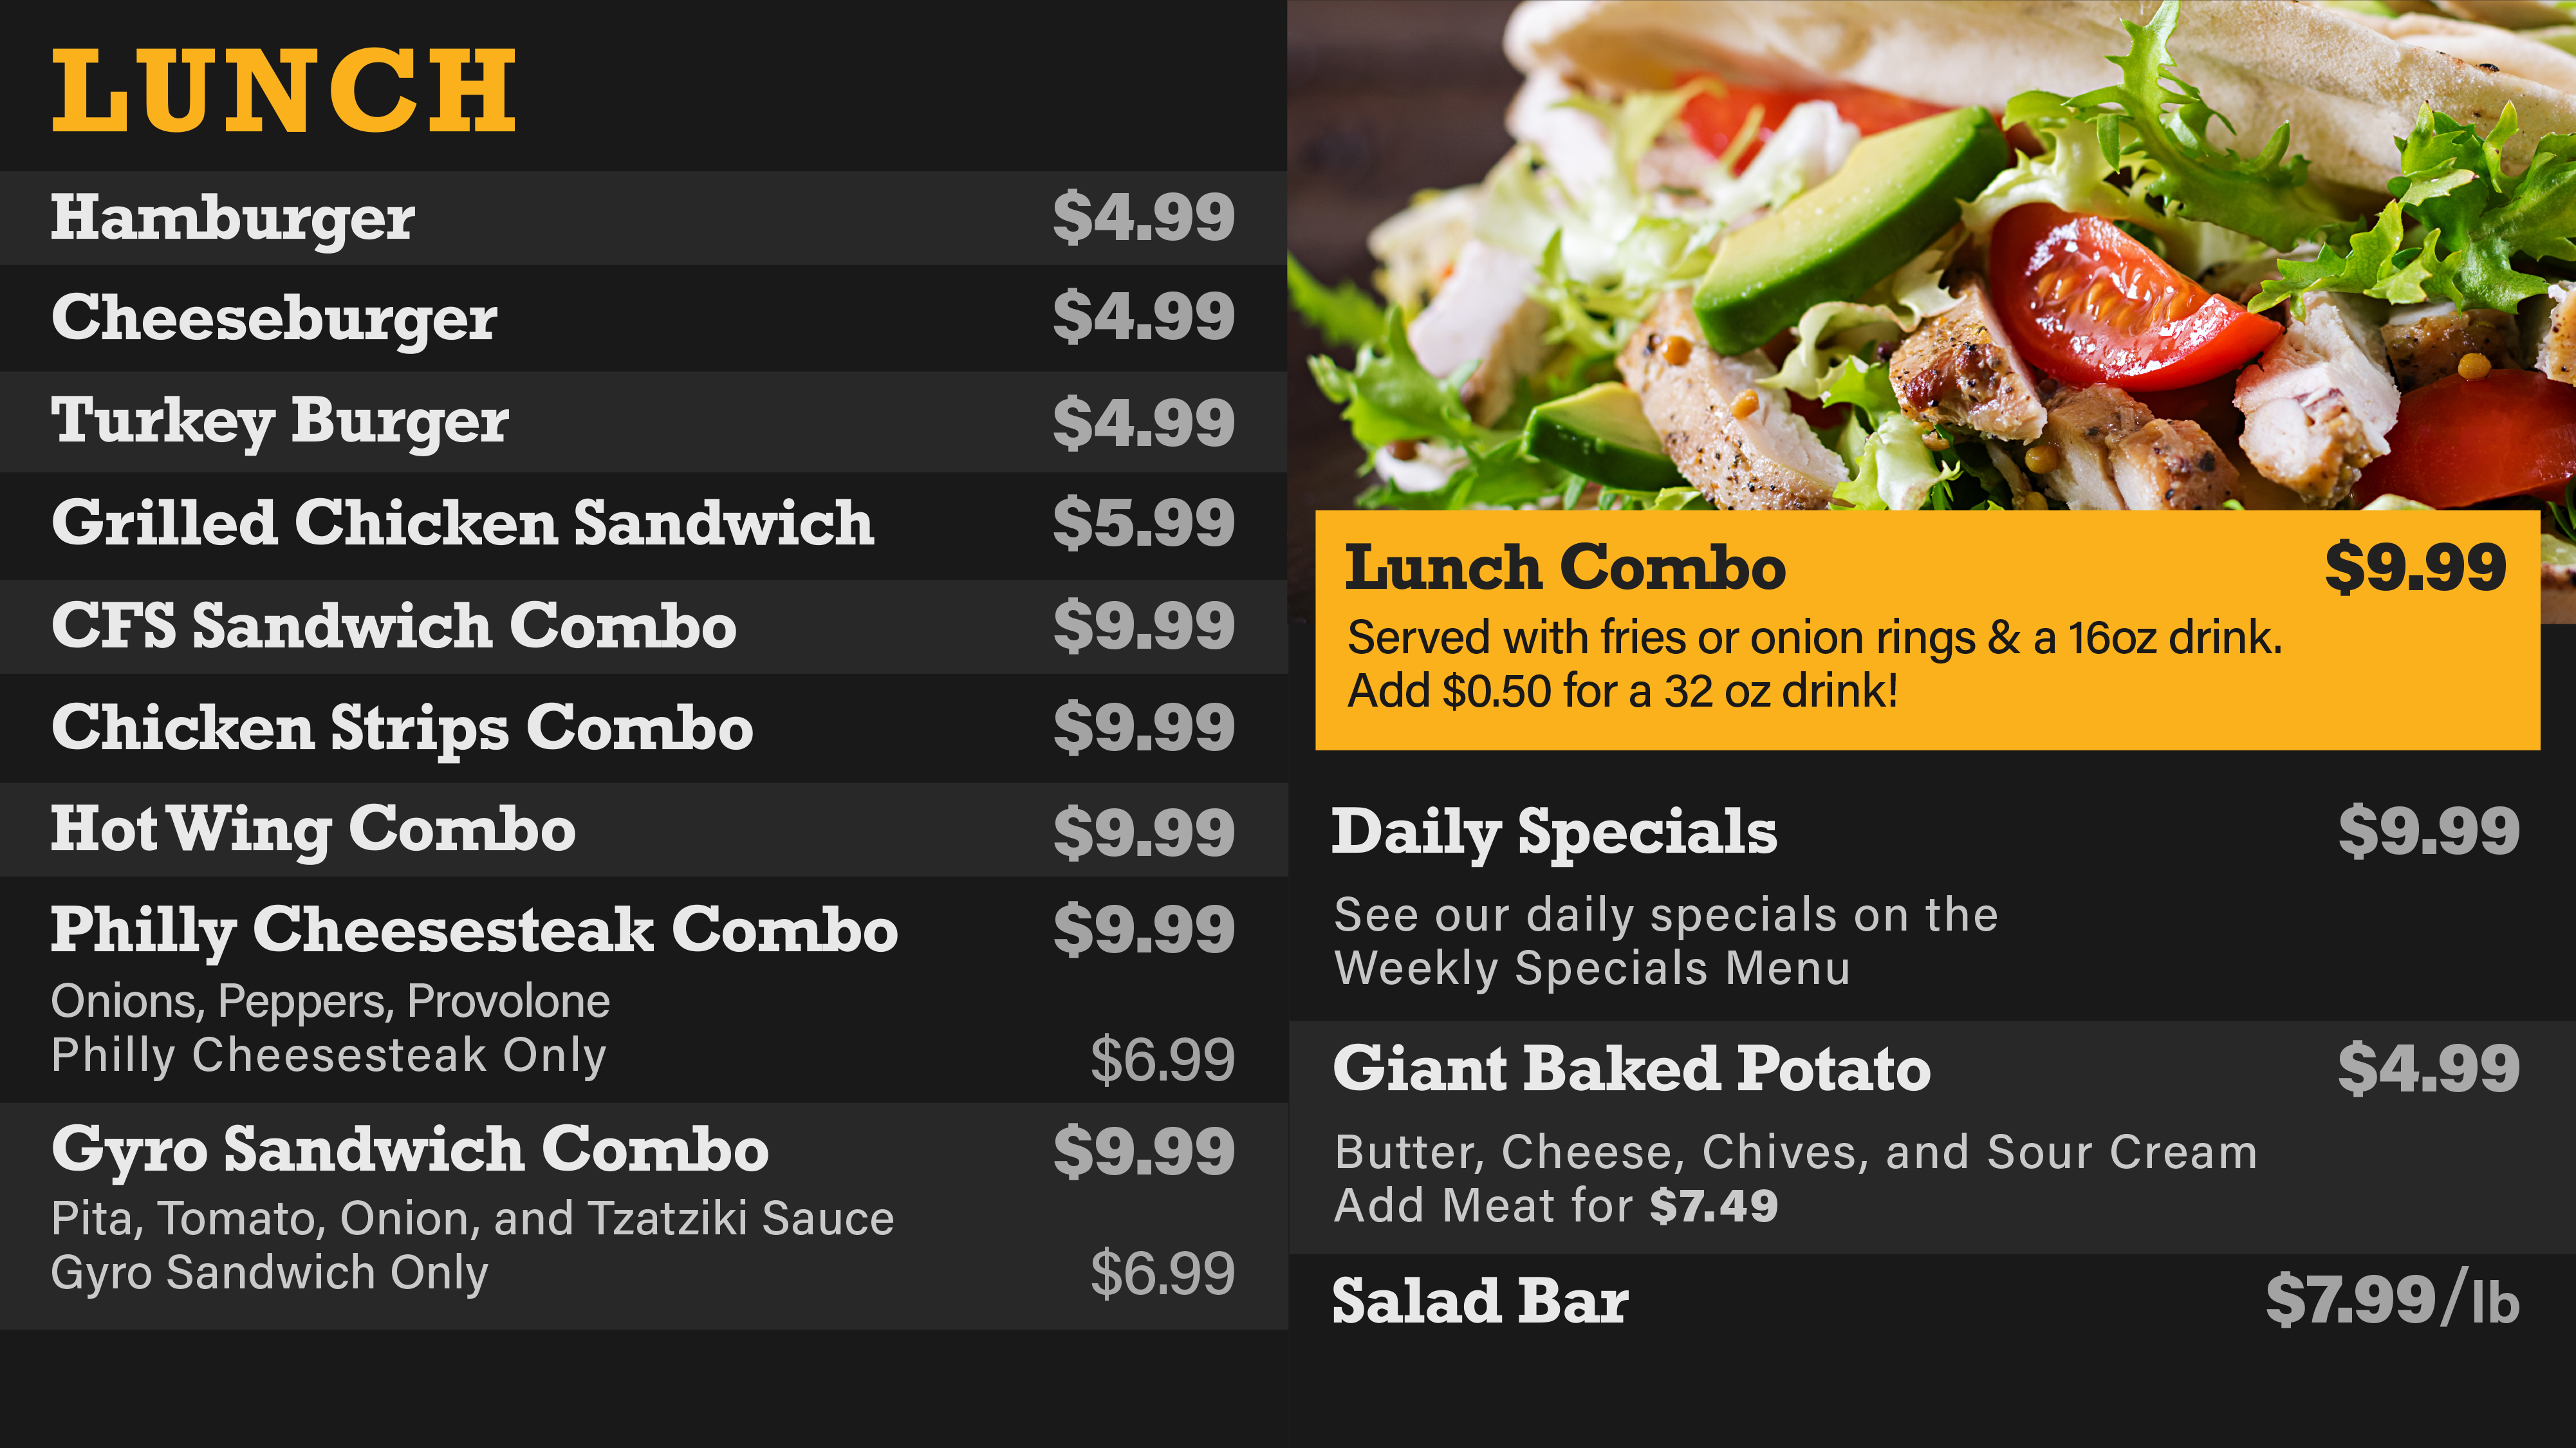 LUNCH
Hamburger $4.99
Cheeseburger $4.99
Turkey Burger $4.99
Grilled Chicken Sandwich $5.99
CFS Sandwich Combo $9.99
Chicken Strips Combo $9.99
Hot Wing Combo $9.99
Philly Cheesesteak Combo $9.99
Onions, Peppers, Provolone
Philly Cheesesteak Only $6.99
Gyro Sandwich Combo $9.99
Pita, Tomato, Onion, and Tzatziki Sauce
Gyro Sandwich Only $6.99
Lunch Combo $9.99
Served with fries or onion rings & a 16oz drink.
Add $0.50 for a 32 oz drink!
Daily Specials $9.99
See our daily specials on the
Weekly Specials Menu
Giant Baked Potato $4.99
Butter, Cheese, Chives, and Sour Cream
Add Meat for $7.49
Salad Bar $7.99/lb